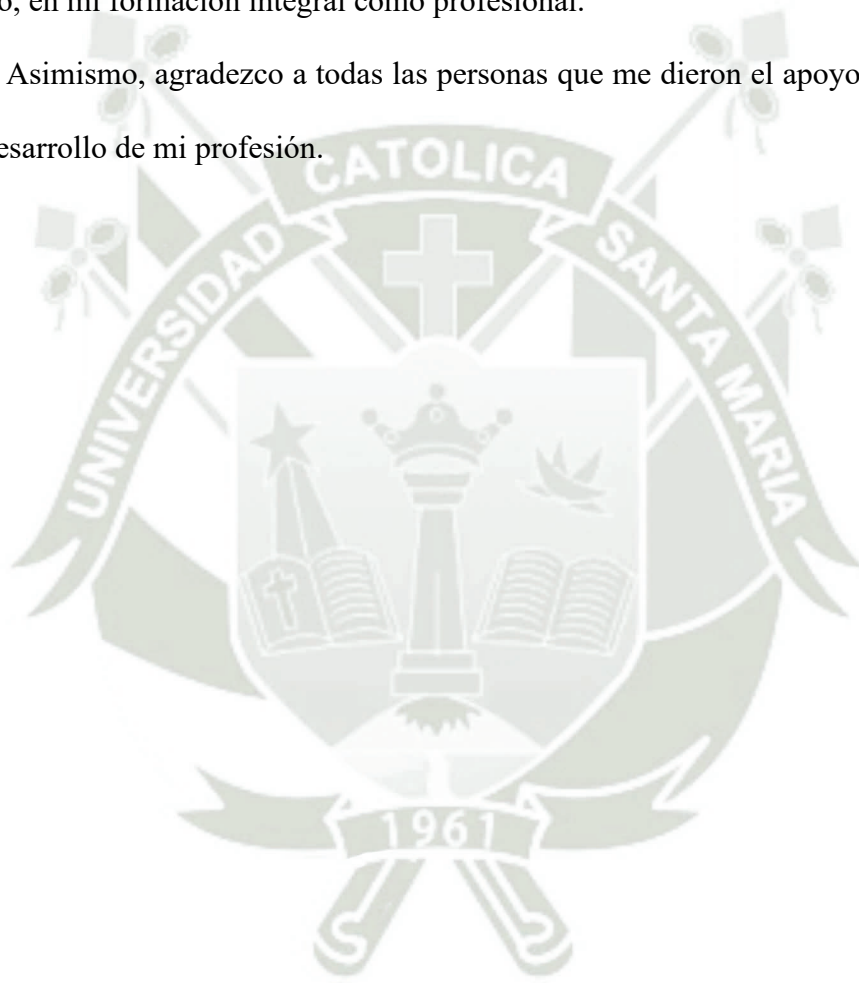 o, en mi formación integral como profesional.
Asimismo, agradezco a todas las personas que me dieron el apoyo
esarrollo de mi profesión.
UNIVERSIDAD CATOLICA SANTA MARIA
1961